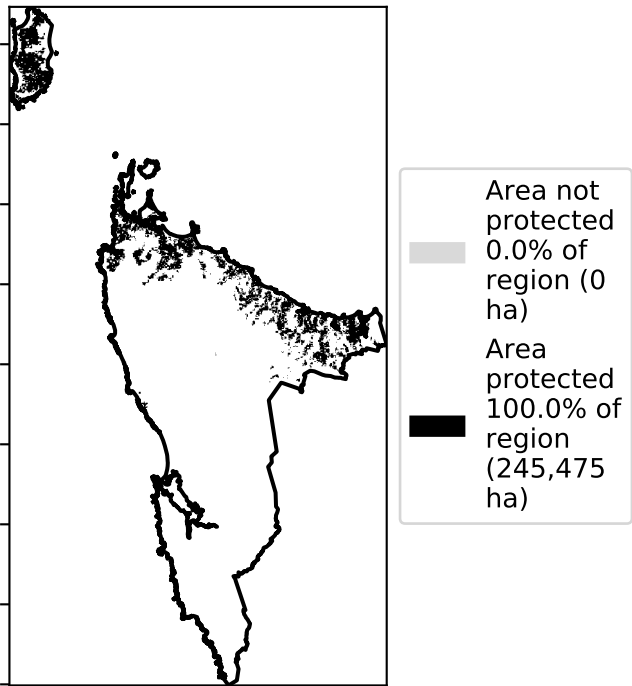 Area not
protected
0.0% of
region (0
ha)
Area
protected
100.0% of
region
(245,475
ha)